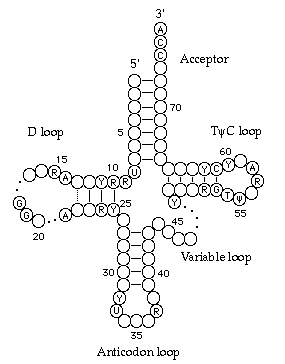 3'
A
C
C
5'
Acceptor
70
D loop
5
TψC loop
15
10
60
U
R A Y R R
Y C Y A
R
G
G
A R R Y
25
Y
G R T ψ
55
20
45
Variable loop
30
40
Y
U
R
35
Anticodon loop